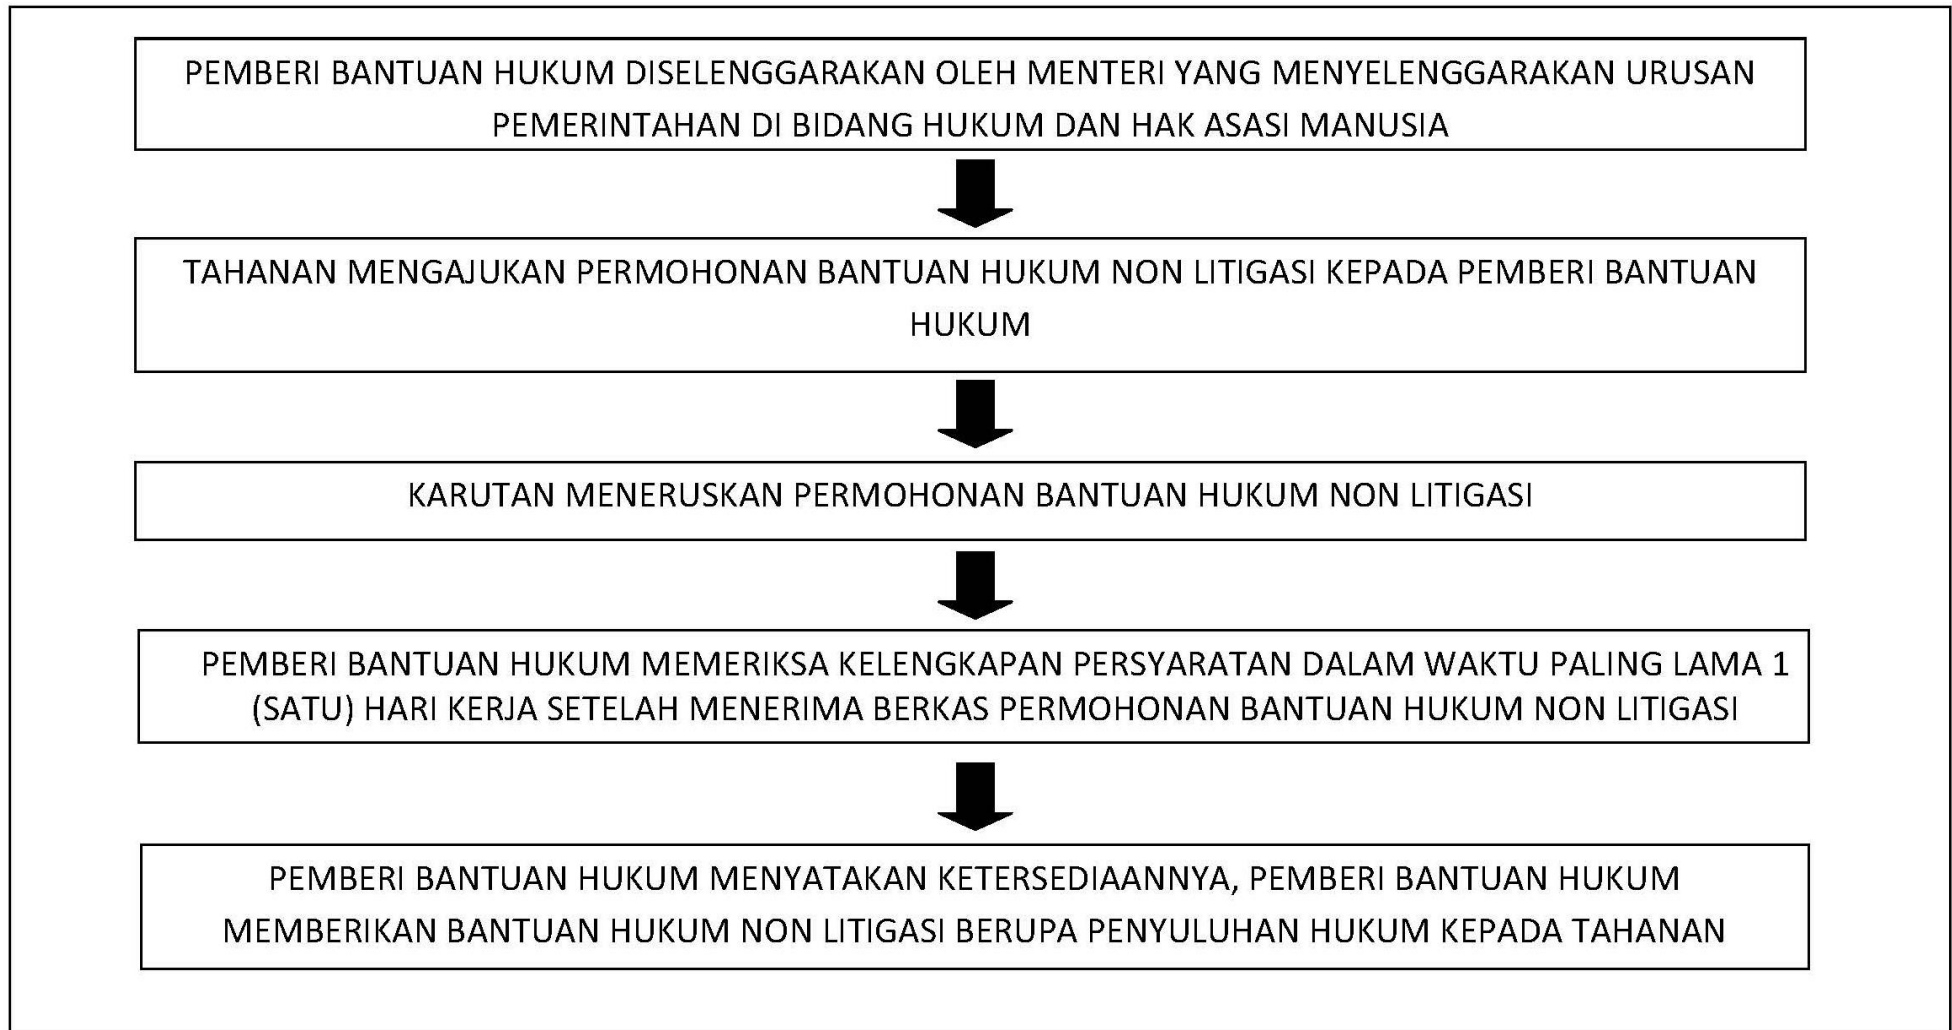 PEMBERI BANTUAN HUKUM DISELENGGARAKAN OLEH MENTERI YANG MENYELENGGARAKAN URUSAN
PEMERINTAHAN DI BIDANG HUKUM DAN HAK ASASI MANUSIA
TAHANAN MENGAJUKAN PERMOHONAN BANTUAN HUKUM NON LITIGASI KEPADA PEMBERI BANTUAN
HUKUM
KARUTAN MENERUSKAN PERMOHONAN BANTUAN HUKUM NON LITIGASI
PEMBERI BANTUAN HUKUM MEMERIKSA KELENGKAPAN PERSYARATAN DALAM WAKTU PALING LAMA 1
(SATU) HARI KERJA SETELAH MENERIMA BERKAS PERMOHONAN BANTUAN HUKUM NON LITIGASI
PEMBERI BANTUAN HUKUM MENYATAKAN KETERSEDIAANNYA, PEMBERI BANTUAN HUKUM
MEMBERIKAN BANTUAN HUKUM NON LITIGASI BERUPA PENYULUHAN HUKUM KEPADA TAHANAN